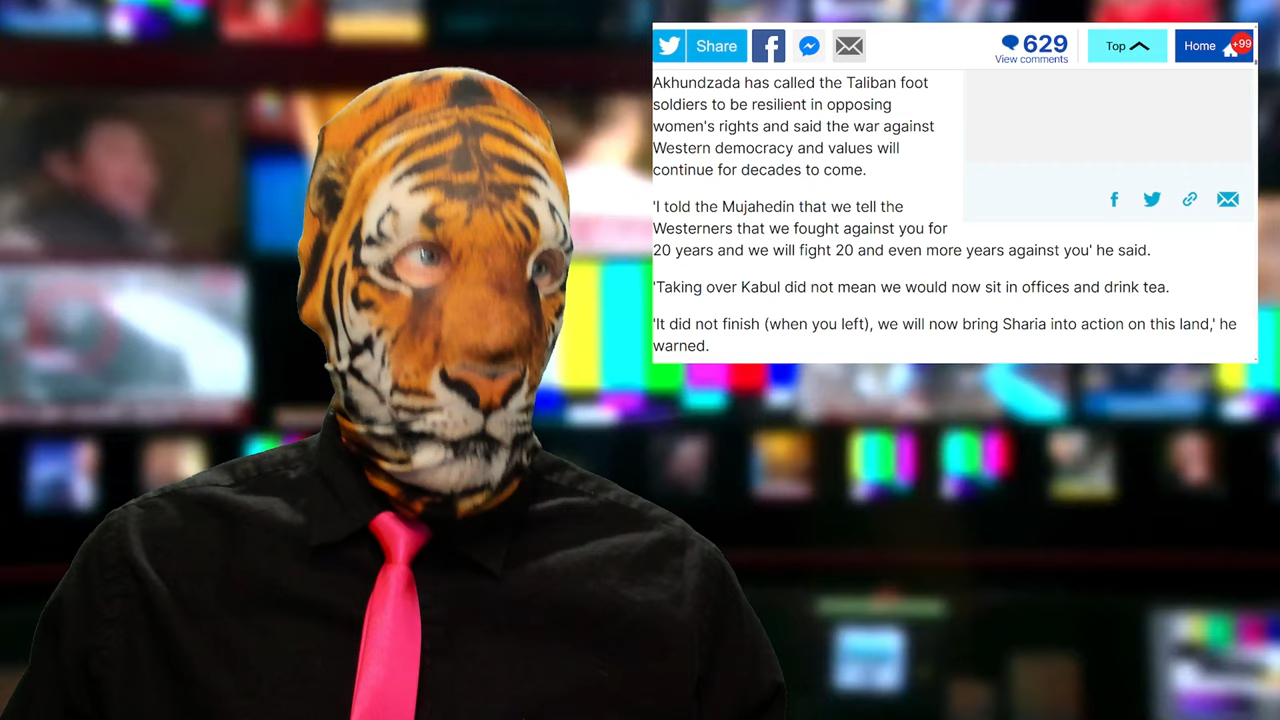 Share
629
View comments
Top
Home
+99
Akhundzada has called the Taliban foot
soldiers to be resilient in opposing
women's rights and said the war against
Western democracy and values will
continue for decades to come.
'I told the Mujahedin that we tell the
Westerners that we fought against you for
20 years and we will fight 20 and even more years against you' he said.
'Taking over Kabul did not mean we would now sit in offices and drink tea.
'It did not finish (when you left), we will now bring Sharia into action on this land,' he
warned.